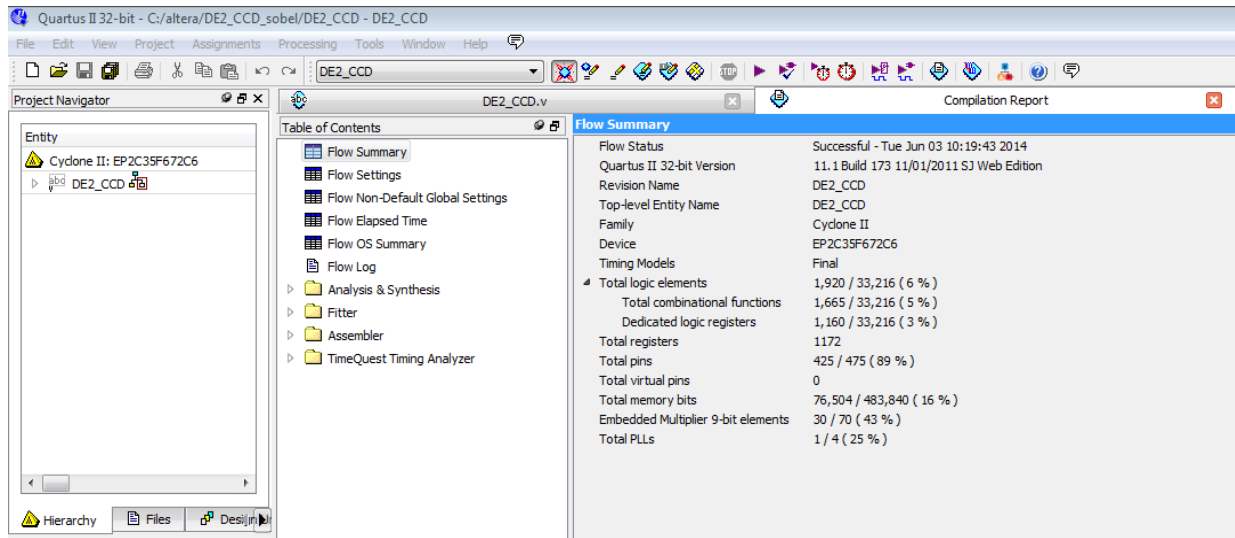 Quartus II 32-bit - C:/altera/DE2_CCD_sobel/DE2_CCD - DE2_CCD
File Edit View Project Assignments Processing Tools Window Help
DE2_CCD
STOP
Project Navigator
Entity
Cyclone II: EP2C35F672C6
DE2_CCD
Hierarchy Files
DE2_CCD.v
Compilation Report
Table of Contents
Flow Summary
Flow Settings
Flow Non-Default Global Settings
Flow Elapsed Time
Flow OS Summary
Flow Log
Analysis & Synthesis
Fitter
Assembler
TimeQuest Timing Analyzer
Flow Summary
Flow Status Successful - Tue Jun 03 10:19:43 2014
Quartus II 32-bit Version 11.1 Build 173 11/01/2011 SJ Web Edition
Revision Name DE2_CCD
Top-level Entity Name DE2_CCD
Family Cyclone II
Device EP2C35F672C6
Timing Models Final
Total logic elements 1,920 / 33,216 ( 6 % )
Total combinational functions 1,665 / 33,216 ( 5 % )
Dedicated logic registers 1,160 / 33,216 ( 3 % )
Total registers 1172
Total pins 425 / 475 ( 89 % )
Total virtual pins 0
Total memory bits 76,504 / 483,840 ( 16 % )
Embedded Multiplier 9-bit elements 30 / 70 ( 43 % )
Total PLLs 1 / 4 ( 25 % )